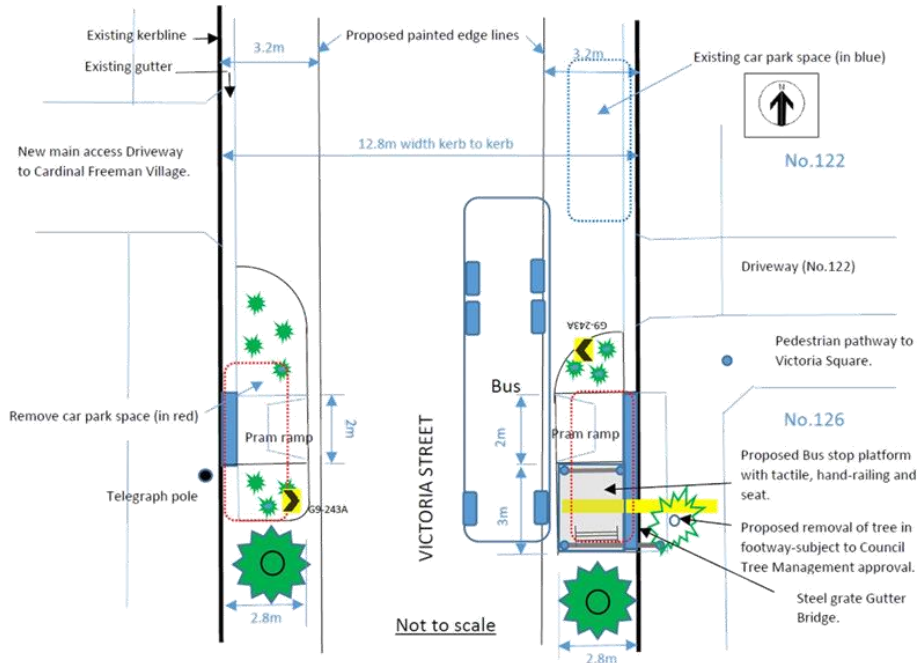 Existing kerbline
Existing gutter
3.2m
Proposed painted edge lines
3.2m
Existing car park space (in blue)
N
12.8m width kerb to kerb
New main access Driveway
to Cardinal Freeman Village.
No.122
Driveway (No.122)
G9-243A
Pedestrian pathway to
Victoria Square.
Bus
Remove car park space (in red)
Pram ramp
2m
VICTORIA STREET
2m
Pram ramp
No.126
Proposed Bus stop platform
with tactile, hand-railing and
seat.
Telegraph pole
G9-243A
3m
Proposed removal of tree in
footway-subject to Council
Tree Management approval.
Steel grate Gutter
Bridge.
2.8m
Not to scale
2.8m